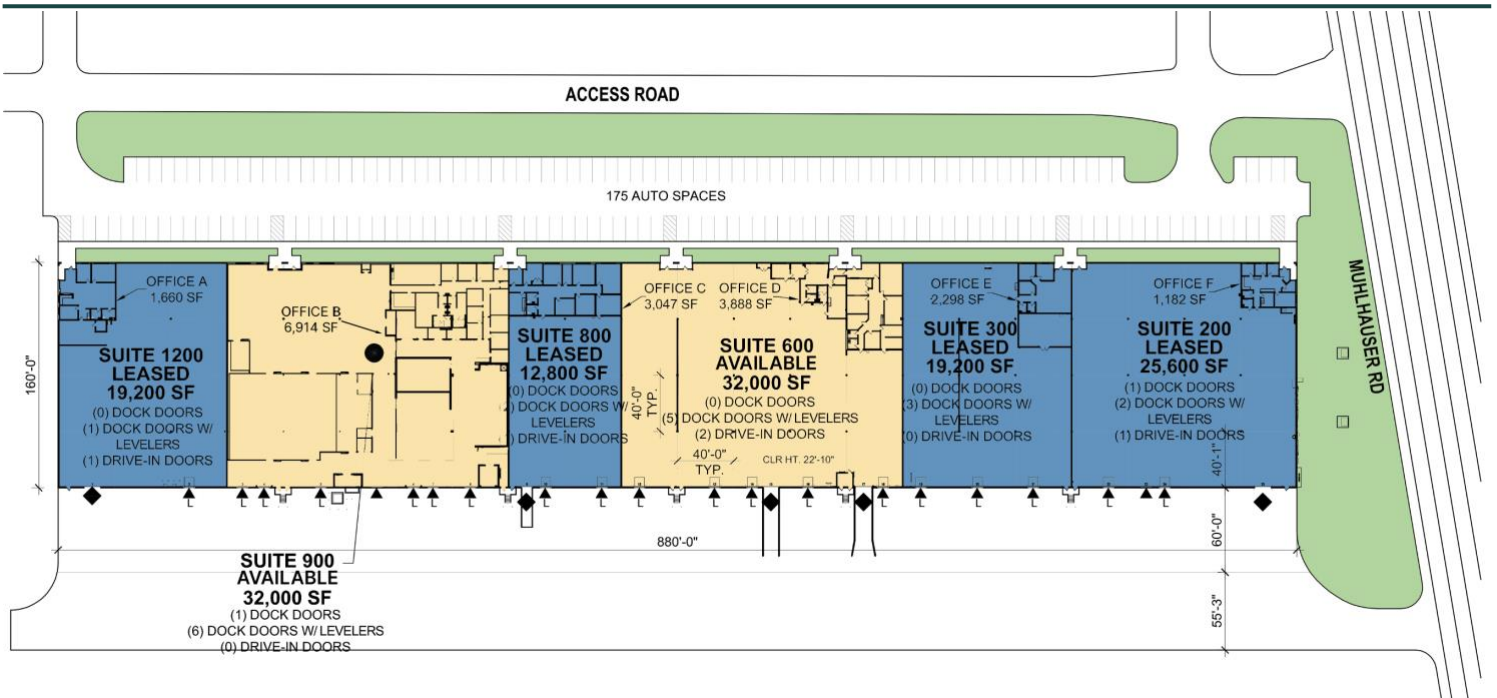 ACCESS ROAD
175 AUTO SPACES
MUHLHAUSER RD
160'-0"
OFFICE A
1,660 SF
SUITE 1200
LEASED
19,200 SF
(0) DOCK DOORS
(1) DOCK DOORS W/
LEVELERS
(1) DRIVE-IN DOORS
OFFICE B
6,914 SF
SUITE 800
LEASED
12,800 SF
(0) DOCK DOORS
DOCK DOORS W/
LEVELERS
DRIVE-IN DOORS
OFFICE C
3,047 SF
OFFICE D
3,888 SF
SUITE 600
AVAILABLE
32,000 SF
(0) DOCK DOORS
(5) DOCK DOORS W/ LEVELERS
(2) DRIVE-IN DOORS
40'-0"
TYP.
40'-0"
TYP.
CLR HT. 22'-10"
OFFICE E
2,298 SF
SUITE 300
LEASED
19,200 SF
(0) DOCK DOORS
(3) DOCK DOORS W/
LEVELERS
(0) DRIVE-IN DOORS
OFFICE F
1,182 SF
SUITE 200
LEASED
25,600 SF
(1) DOCK DOORS
(2) DOCK DOORS W/
LEVELERS
(1) DRIVE-IN DOORS
40'-1"
880'-0"
60'-0"
55'-3"
SUITE 900
AVAILABLE
32,000 SF
(1) DOCK DOORS
(6) DOCK DOORS W/ LEVELERS
(0) DRIVE-IN DOORS